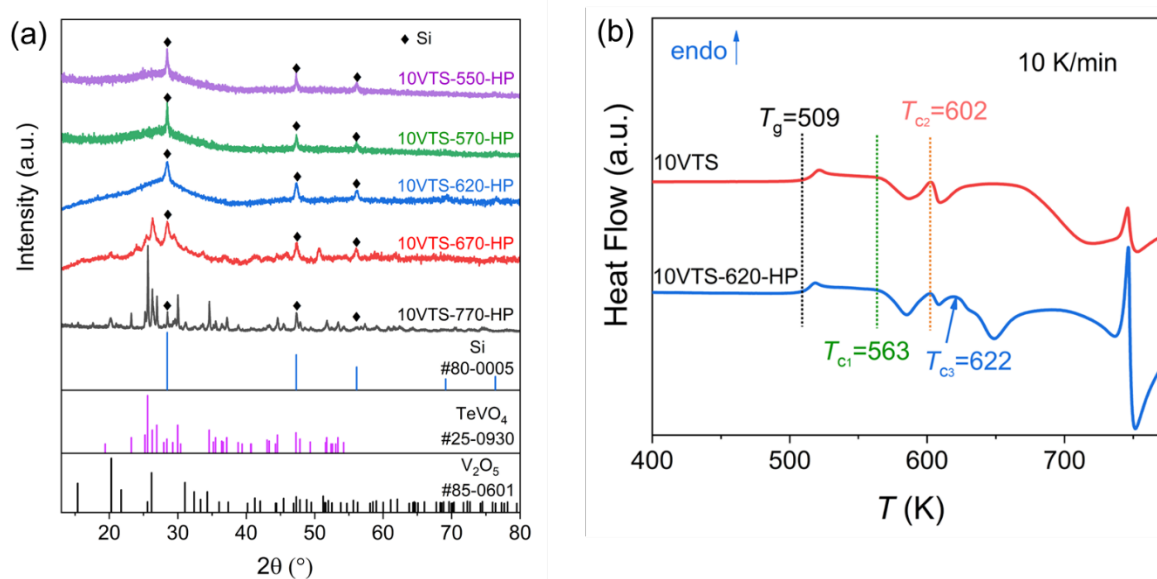 (a)
◆ Si
10VTS-550-HP
10VTS-570-HP
10VTS-620-HP
10VTS-670-HP
10VTS-770-HP
Si
#80-0005
TeVO4
#25-0930
V2O5
#85-0601
Intensity (a.u.)
20 30 40 50 60 70 80
2θ (°)
(b)
endo
10 K/min
Tg=509
Tc2=602
10VTS
10VTS-620-HP
Tc1=563
Tc3=622
Heat Flow (a.u.)
400 500 600 700
T (K)